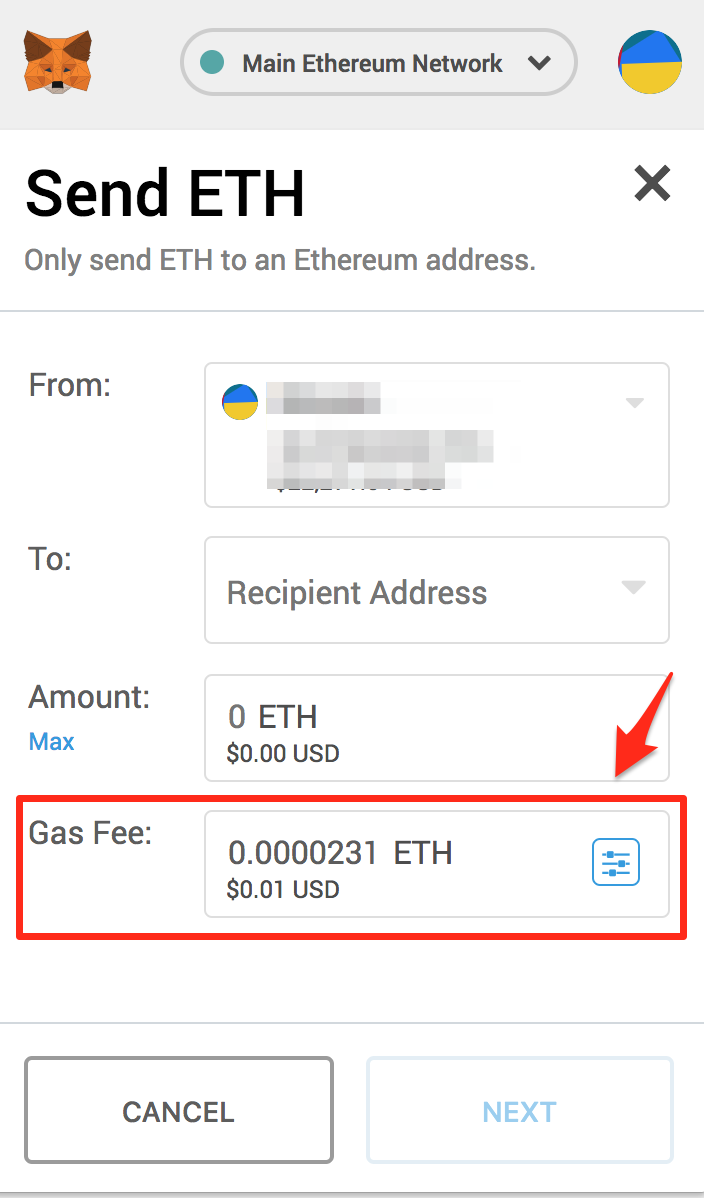 Main Ethereum Network
Send ETH
Only send ETH to an Ethereum address.
From:
To:
Recipient Address
Amount:
Max
0 ETH
$0.00 USD
Gas Fee:
0.0000231 ETH
$0.01 USD
CANCEL
NEXT